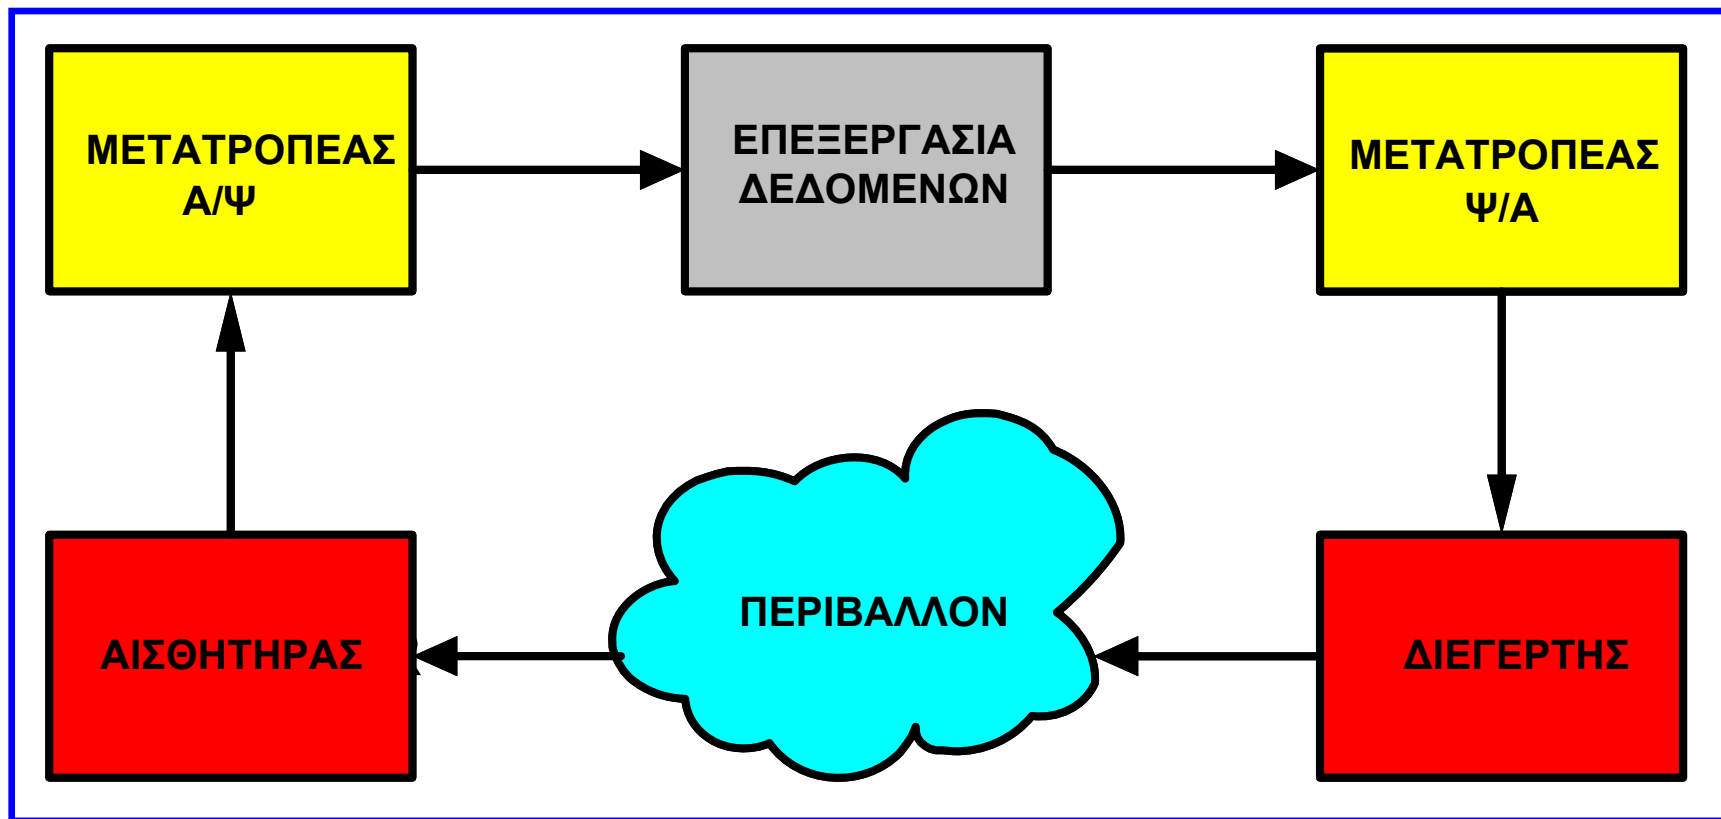 ΜΕΤΑΤΡΟΠΕΑΣ
Α/Ψ
ΕΠΕΞΕΡΓΑΣΙΑ
ΔΕΔΟΜΕΝΩΝ
ΜΕΤΑΤΡΟΠΕΑΣ
Ψ/Α
ΑΙΣΘΗΤΗΡΑΣ
ΠΕΡΙΒΑΛΛΟΝ
ΔΙΕΓΕΡΤΗΣ